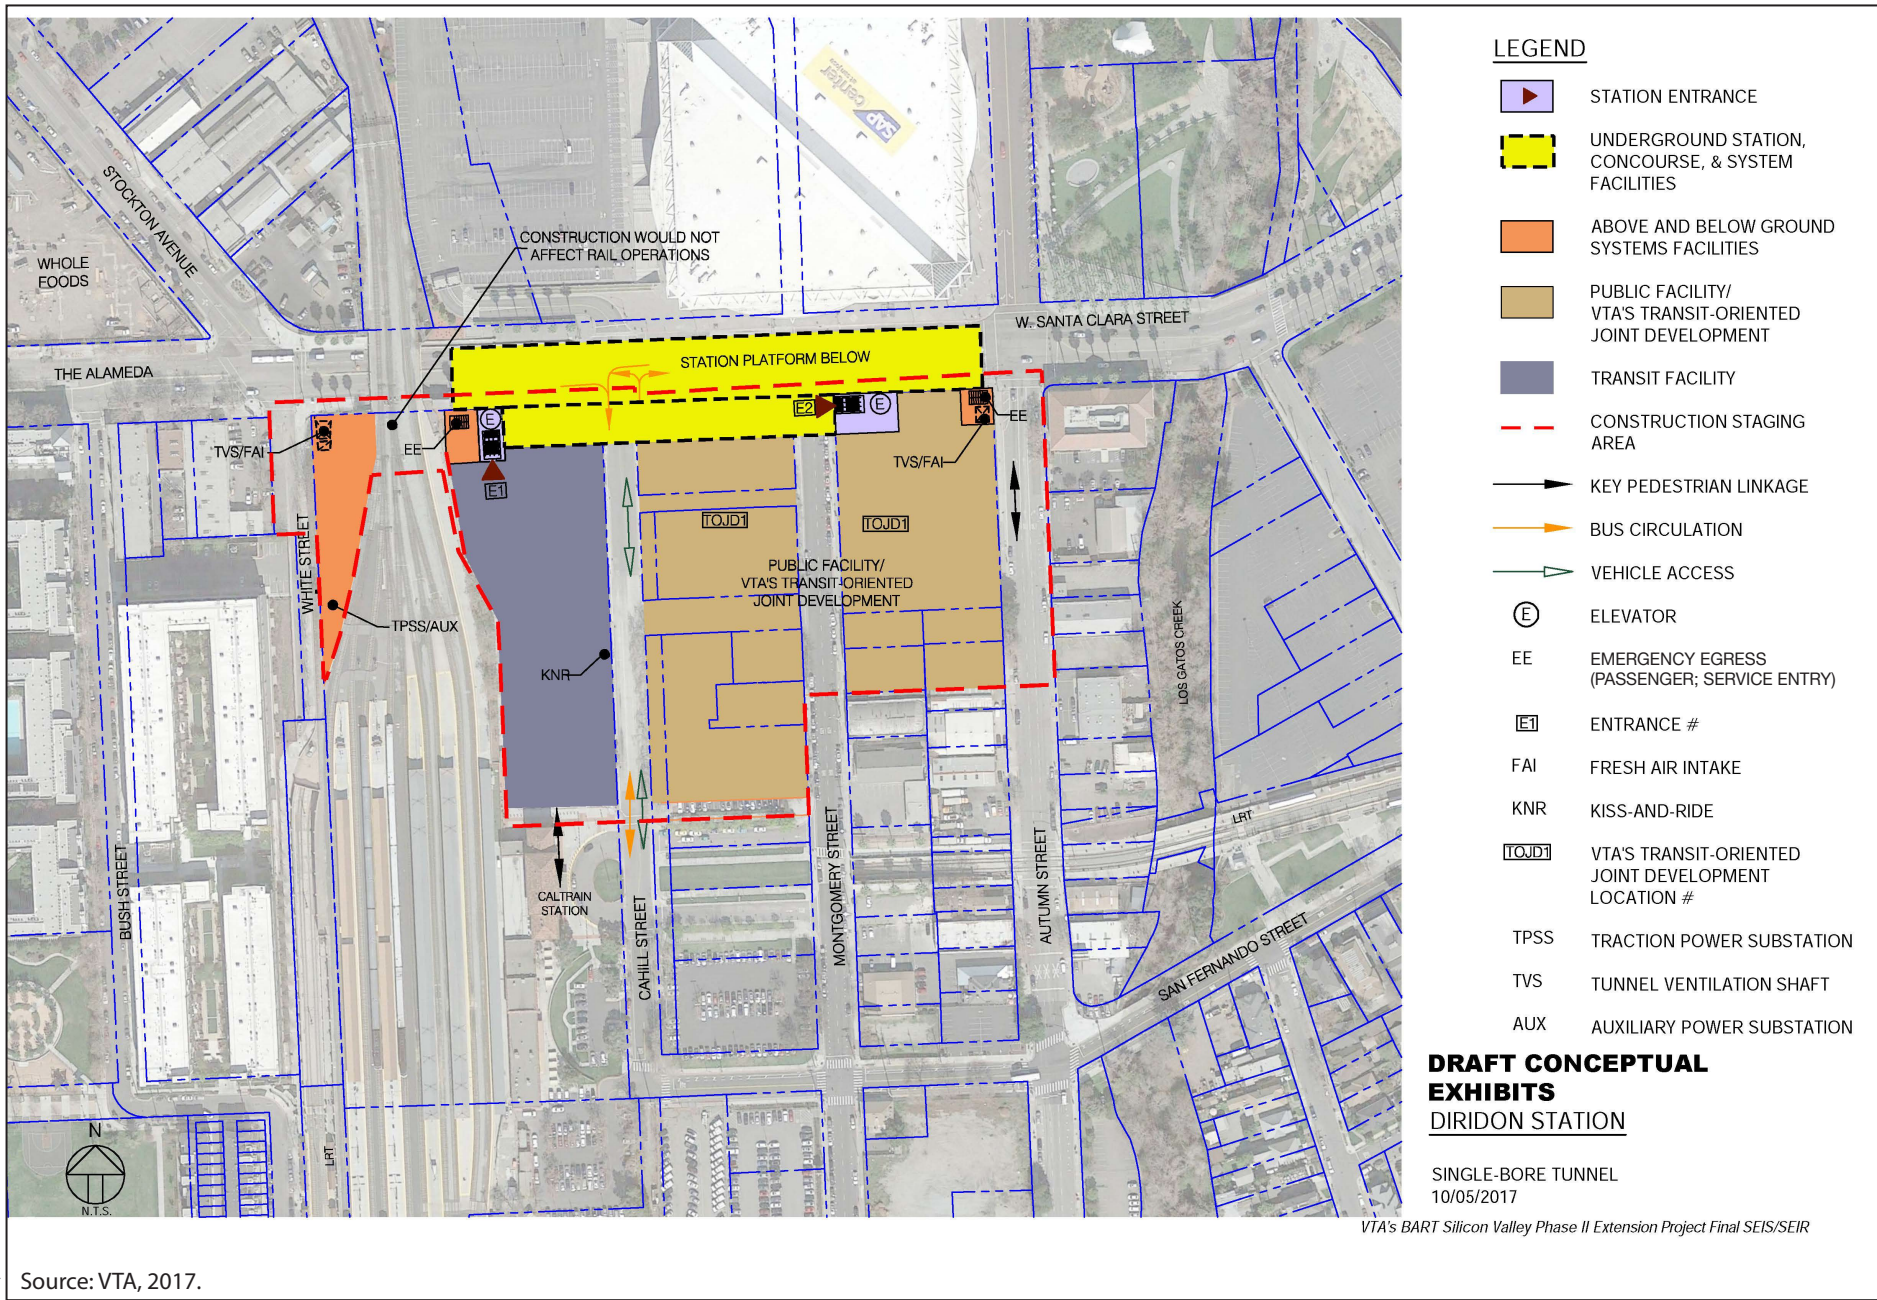 STOCKTON AVENUE
WHOLE
FOODS
CONSTRUCTION WOULD NOT
AFFECT RAIL OPERATIONS
SAP
center
at san jose
W. SANTA CLARA STREET
THE ALAMEDA
STATION PLATFORM BELOW
TVS/FAI
EE
E
E1
E2
E
EE
TVS/FAI
WHITE STREET
TPSS/AUX
TOJD1
TOJD1
PUBLIC FACILITY/
VTA'S TRANSIT-ORIENTED
JOINT DEVELOPMENT
KNR
LOS GATOS CREEK
LRT
BUSH STREET
CALTRAIN
STATION
CAHILL STREET
MONTGOMERY STREET
AUTUMN STREET
SAN FERNANDO STREET
LRT
N
N.T.S.
LEGEND
STATION ENTRANCE
UNDERGROUND STATION,
CONCOURSE, & SYSTEM
FACILITIES
ABOVE AND BELOW GROUND
SYSTEMS FACILITIES
PUBLIC FACILITY/
VTA'S TRANSIT-ORIENTED
JOINT DEVELOPMENT
TRANSIT FACILITY
CONSTRUCTION STAGING
AREA
KEY PEDESTRIAN LINKAGE
BUS CIRCULATION
VEHICLE ACCESS
E ELEVATOR
EE EMERGENCY EGRESS
(PASSENGER; SERVICE ENTRY)
E1 ENTRANCE #
FAI FRESH AIR INTAKE
KNR KISS-AND-RIDE
TOJD1 VTA'S TRANSIT-ORIENTED
JOINT DEVELOPMENT
LOCATION #
TPSS TRACTION POWER SUBSTATION
TVS TUNNEL VENTILATION SHAFT
AUX AUXILIARY POWER SUBSTATION
DRAFT CONCEPTUAL
EXHIBITS
DIRIDON STATION
SINGLE-BORE TUNNEL
10/05/2017
VTA's BART Silicon Valley Phase II Extension Project Final SEIS/SEIR
Source: VTA, 2017.